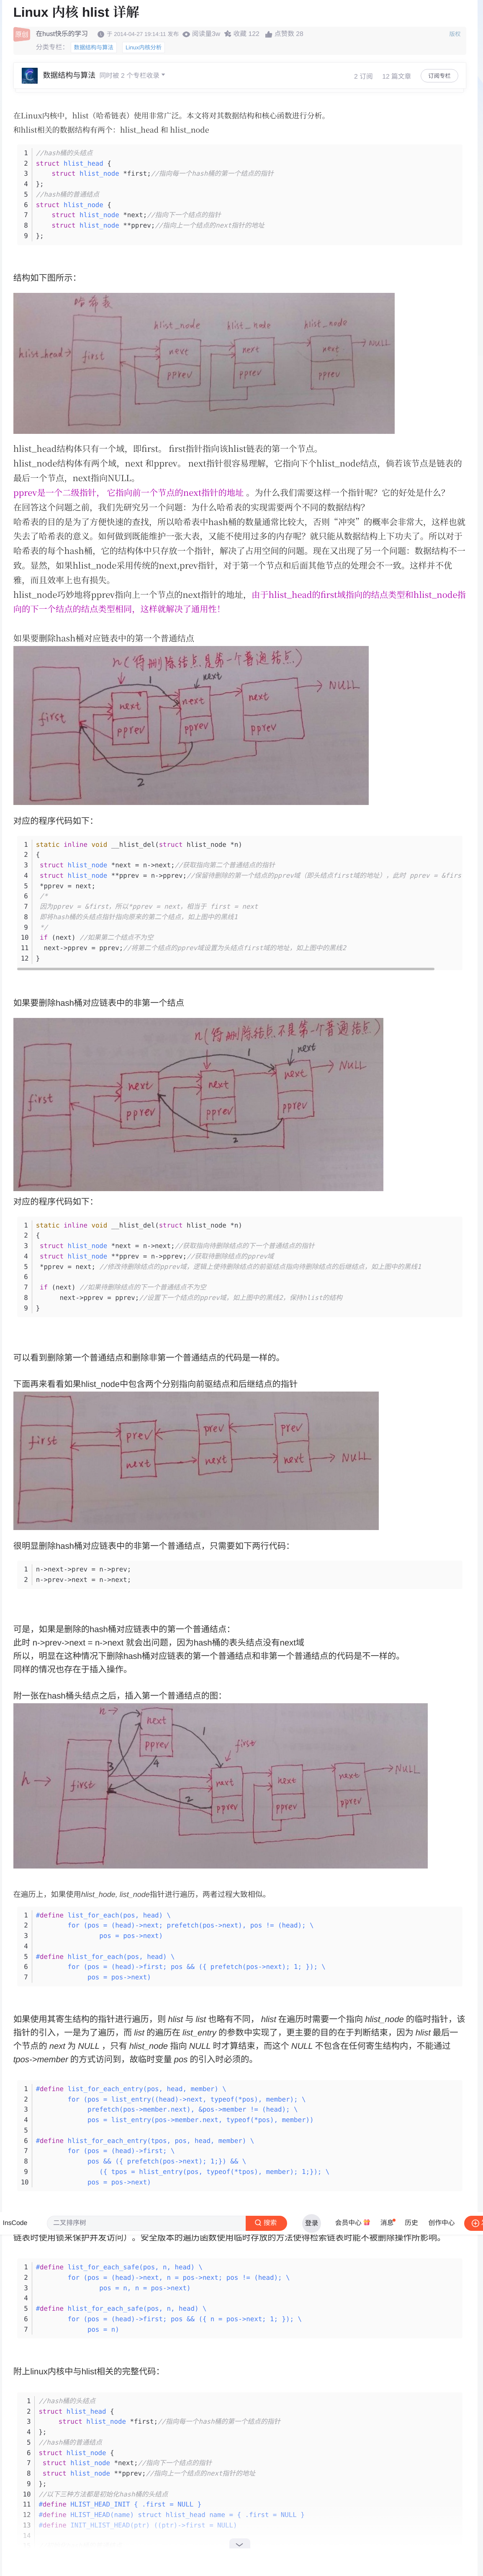 Linux 内核 hlist 详解
原创
在hust快乐的学习 于 2014-04-27 19:14:11 发布 阅读量3w 收藏 122 点赞数 28 版权
分类专栏： 数据结构与算法 Linux内核分析
数据结构与算法 同时被 2 个专栏收录 2 订阅 12 篇文章 订阅专栏
在Linux内核中，hlist（哈希链表）使用非常广泛。本文将对其数据结构和核心函数进行分析。
和hlist相关的数据结构有两个：hlist_head 和 hlist_node
1 //hash桶的头结点
2 struct hlist_head {
3 struct hlist_node *first;//指向每一个hash桶的第一个结点的指针
4 };
5 //hash桶的普通结点
6 struct hlist_node {
7 struct hlist_node *next;//指向下一个结点的指针
8 struct hlist_node **pprev;//指向上一个结点的next指针的地址
9 };
结构如下图所示：
哈希表
hlist_node hlist_node hlist_node
hlist_head first next next next NULL
pprev pprev pprev
hlist_head结构体只有一个域，即first。 first指针指向该hlist链表的第一个节点。
hlist_node结构体有两个域，next 和pprev。 next指针很容易理解，它指向下个hlist_node结点，倘若该节点是链表的
最后一个节点，next指向NULL。
pprev是一个二级指针， 它指向前一个节点的next指针的地址 。为什么我们需要这样一个指针呢？它的好处是什么？
在回答这个问题之前，我们先研究另一个问题：为什么哈希表的实现需要两个不同的数据结构？
哈希表的目的是为了方便快速的查找，所以哈希表中hash桶的数量通常比较大，否则“冲突”的概率会非常大，这样也就
失去了哈希表的意义。如何做到既能维护一张大表，又能不使用过多的内存呢？就只能从数据结构上下功夫了。所以对于
哈希表的每个hash桶，它的结构体中只存放一个指针，解决了占用空间的问题。现在又出现了另一个问题：数据结构不一
致。显然，如果hlist_node采用传统的next,prev指针，对于第一个节点和后面其他节点的处理会不一致。这样并不优
雅，而且效率上也有损失。
hlist_node巧妙地将pprev指向上一个节点的next指针的地址，由于hlist_head的first域指向的结点类型和hlist_node指
向的下一个结点的结点类型相同，这样就解决了通用性！
如果要删除hash桶对应链表中的第一个普通结点
n(待删除结点是第一个普通结点)
1 next
first next next next NULL
pprev pprev pprev
2
对应的程序代码如下：
1 static inline void __hlist_del(struct hlist_node *n)
2 {
3 struct hlist_node *next = n->next;//获取指向第二个普通结点的指针
4 struct hlist_node **pprev = n->pprev;//保留待删除的第一个结点的pprev域（即头结点first域的地址），此时 pprev = &firs
5 *pprev = next;
6 /*
7 因为pprev = &first，所以*pprev = next，相当于 first = next
8 即将hash桶的头结点指针指向原来的第二个结点，如上图中的黑线1
9 */
10 if (next) //如果第二个结点不为空
11 next->pprev = pprev;//将第二个结点的pprev域设置为头结点first域的地址，如上图中的黑线2
12 }
如果要删除hash桶对应链表中的非第一个结点
n(待删除结点不是第一个普通结点)
1 next
first next next next NULL
pprev pprev pprev
2
对应的程序代码如下：
1 static inline void __hlist_del(struct hlist_node *n)
2 {
3 struct hlist_node *next = n->next;//获取指向待删除结点的下一个普通结点的指针
4 struct hlist_node **pprev = n->pprev;//获取待删除结点的pprev域
5 *pprev = next; //修改待删除结点的pprev域，逻辑上使待删除结点的前驱结点指向待删除结点的后继结点，如上图中的黑线1
6
7 if (next) //如果待删除结点的下一个普通结点不为空
8 next->pprev = pprev;//设置下一个结点的pprev域，如上图中的黑线2，保持hlist的结构
9 }
可以看到删除第一个普通结点和删除非第一个普通结点的代码是一样的。
下面再来看看如果hlist_node中包含两个分别指向前驱结点和后继结点的指针
prev prev prev
first next next next NULL
很明显删除hash桶对应链表中的非第一个普通结点，只需要如下两行代码：
1 n->next->prev = n->prev;
2 n->prev->next = n->next;
可是，如果是删除的hash桶对应链表中的第一个普通结点：
此时 n->prev->next = n->next 就会出问题，因为hash桶的表头结点没有next域
所以，明显在这种情况下删除hash桶对应链表的第一个普通结点和非第一个普通结点的代码是不一样的。
同样的情况也存在于插入操作。
附一张在hash桶头结点之后，插入第一个普通结点的图：
n next
pprev
4 1 first
h first 3 2 next next next NULL
pprev pprev pprev
在遍历上，如果使用hlist_hode, list_node指针进行遍历，两者过程大致相似。
1 #define list_for_each(pos, head) \
2 for (pos = (head)->next; prefetch(pos->next), pos != (head); \
3 pos = pos->next)
4
5 #define hlist_for_each(pos, head) \
6 for (pos = (head)->first; pos && ({ prefetch(pos->next); 1; }); \
7 pos = pos->next)
如果使用其寄生结构的指针进行遍历，则 hlist 与 list 也略有不同， hlist 在遍历时需要一个指向 hlist_node 的临时指针，该
指针的引入，一是为了遍历，而 list 的遍历在 list_entry 的参数中实现了，更主要的目的在于判断结束，因为 hlist 最后一
个节点的 next 为 NULL ，只有 hlist_node 指向 NULL 时才算结束，而这个 NULL 不包含在任何寄生结构内，不能通过
tpos->member 的方式访问到，故临时变量 pos 的引入时必须的。
1 #define list_for_each_entry(pos, head, member) \
2 for (pos = list_entry((head)->next, typeof(*pos), member); \
3 prefetch(pos->member.next), &pos->member != (head); \
4 pos = list_entry(pos->member.next, typeof(*pos), member))
5
6 #define hlist_for_each_entry(tpos, pos, head, member) \
7 for (pos = (head)->first; \
8 pos && ({ prefetch(pos->next); 1;}) && \
9 ({ tpos = hlist_entry(pos, typeof(*tpos), member); 1;}); \
10 pos = pos->next)
InsCode 二叉排序树 搜索 登录 会员中心 消息 历史 创作中心
链表时使用锁来保护并发访问）。安全版本的遍历函数使用临时存放的方法使得检索链表时能不被删除操作所影响。
1 #define list_for_each_safe(pos, n, head) \
2 for (pos = (head)->next, n = pos->next; pos != (head); \
3 pos = n, n = pos->next)
4
5 #define hlist_for_each_safe(pos, n, head) \
6 for (pos = (head)->first; pos && ({ n = pos->next; 1; }); \
7 pos = n)
附上linux内核中与hlist相关的完整代码：
1 //hash桶的头结点
2 struct hlist_head {
3 struct hlist_node *first;//指向每一个hash桶的第一个结点的指针
4 };
5 //hash桶的普通结点
6 struct hlist_node {
7 struct hlist_node *next;//指向下一个结点的指针
8 struct hlist_node **pprev;//指向上一个结点的next指针的地址
9 };
10 //以下三种方法都是初始化hash桶的头结点
11 #define HLIST_HEAD_INIT { .first = NULL }
12 #define HLIST_HEAD(name) struct hlist_head name = { .first = NULL }
13 #define INIT_HLIST_HEAD(ptr) ((ptr)->first = NULL)
14